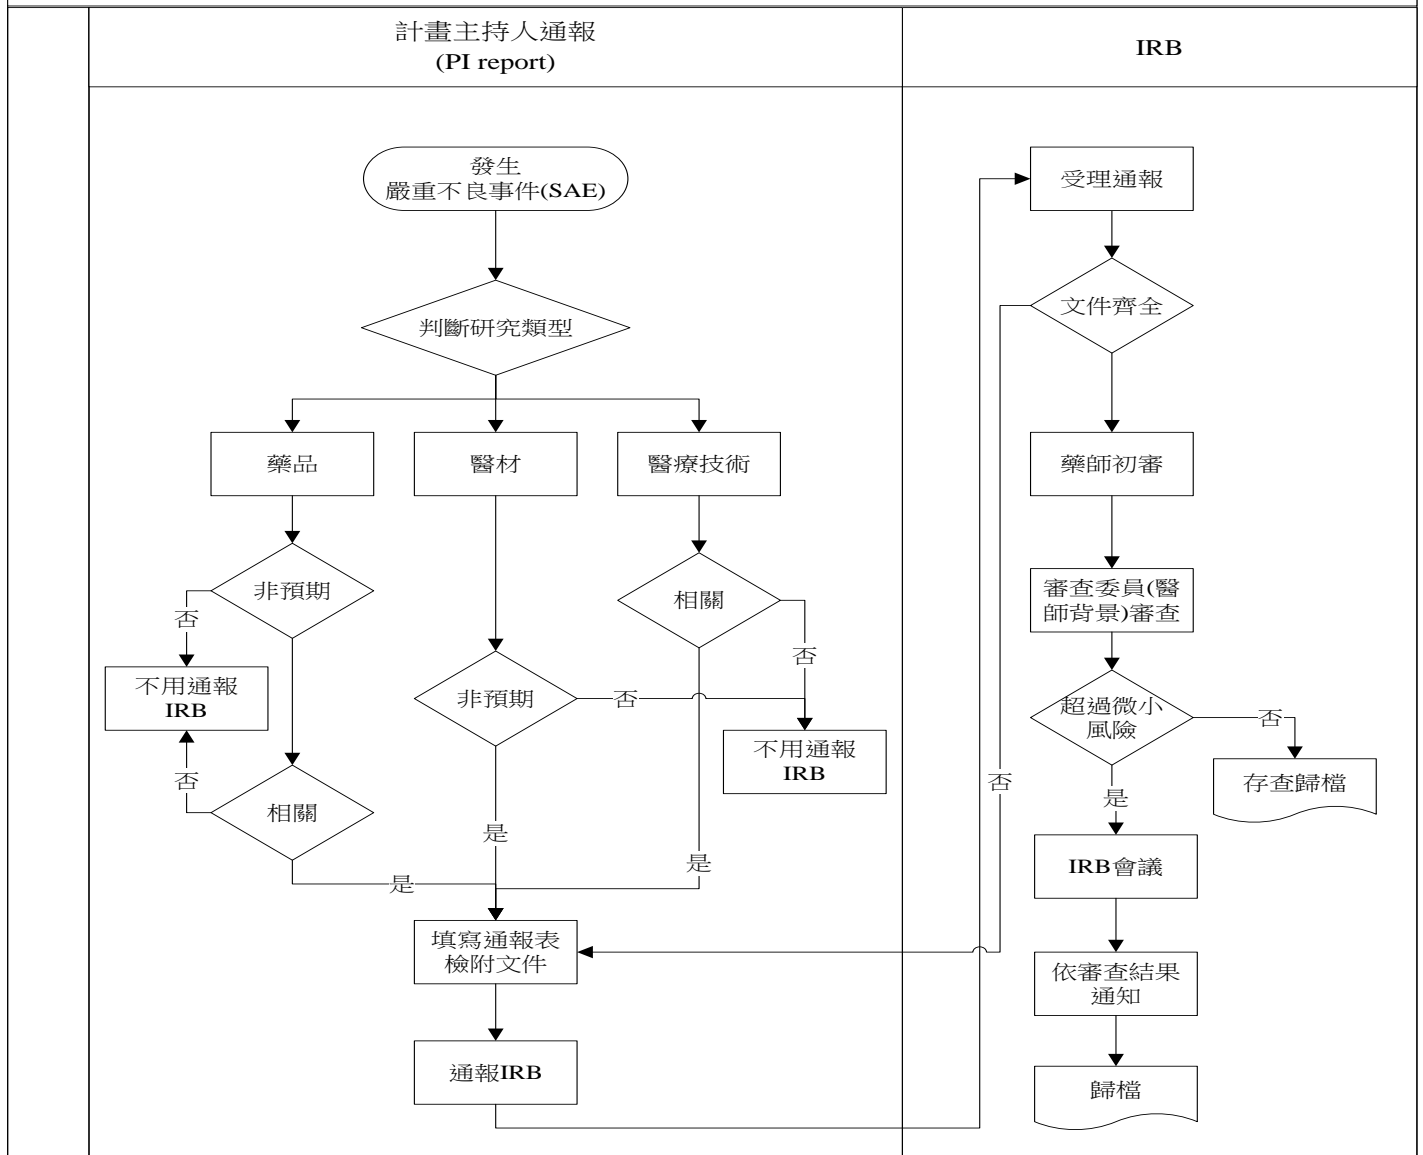 計畫主持人通報
(PI report)
IRB
發生
嚴重不良事件(SAE)
判斷研究類型
藥品
醫材
醫療技術
非預期
否
不用通報
IRB
相關
否
是
非預期
否
是
相關
否
不用通報
IRB
是
填寫通報表
檢附文件
通報IRB
受理通報
文件齊全
否
藥師初審
審查委員(醫
師背景)審查
超過微小
風險
否
存查歸檔
是
IRB會議
依審查結果
通知
歸檔